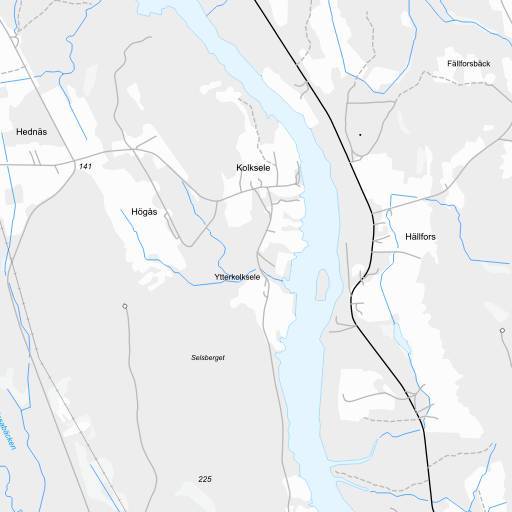 Fällforsbäck
Hednäs
141
Kolksele
Högås
Hällfors
Ytterkolksele
Selsberget
225